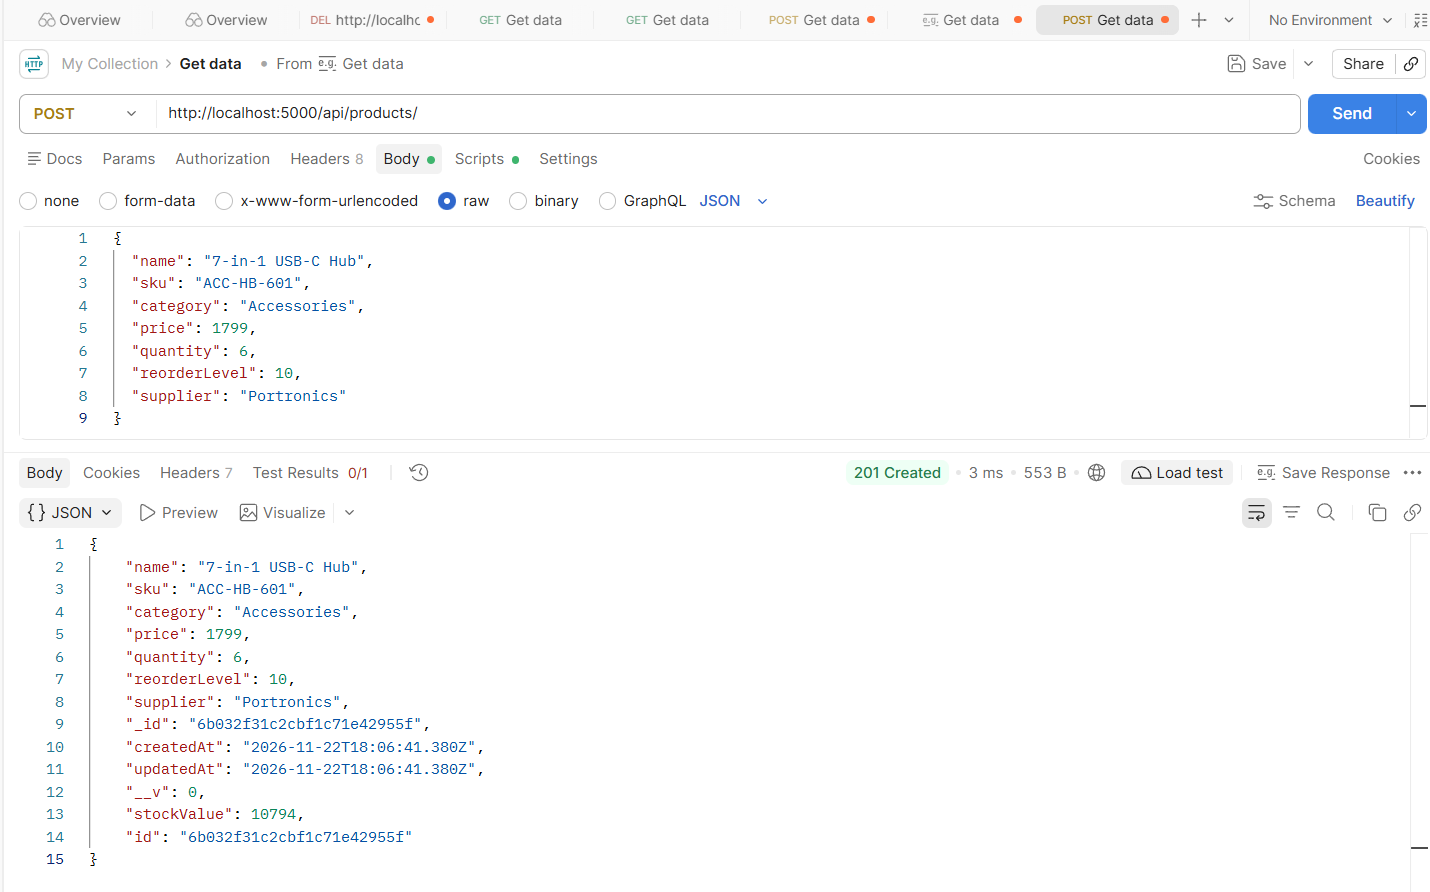 Overview Overview DEL http://localhc GET Get data GET Get data POST Get data e.g. Get data POST Get data No Environment
HTTP My Collection > Get data • From e.g. Get data Save Share
POST http://localhost:5000/api/products/ Send
Docs Params Authorization Headers 8 Body Scripts Settings Cookies
none form-data x-www-form-urlencoded raw binary GraphQL JSON Schema Beautify
1 {
2 "name": "7-in-1 USB-C Hub",
3 "sku": "ACC-HB-601",
4 "category": "Accessories",
5 "price": 1799,
6 "quantity": 6,
7 "reorderLevel": 10,
8 "supplier": "Portronics"
9 }
Body Cookies Headers 7 Test Results 0/1 201 Created • 3 ms • 553 B • Load test e.g. Save Response
{} JSON Preview Visualize
1 {
2 "name": "7-in-1 USB-C Hub",
3 "sku": "ACC-HB-601",
4 "category": "Accessories",
5 "price": 1799,
6 "quantity": 6,
7 "reorderLevel": 10,
8 "supplier": "Portronics",
9 "_id": "6b032f31c2cbf1c71e42955f",
10 "createdAt": "2026-11-22T18:06:41.380Z",
11 "updatedAt": "2026-11-22T18:06:41.380Z",
12 "__v": 0,
13 "stockValue": 10794,
14 "id": "6b032f31c2cbf1c71e42955f"
15 }